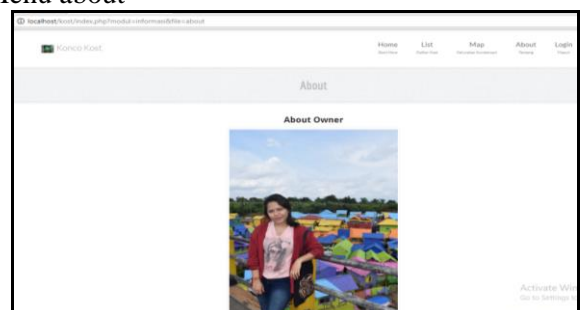 Menu about
localhost/kost/index.php?modul=informasi&file=about
Konco Kost
Home List Map About Login
About
About Owner
Activate Win
Go to Settings